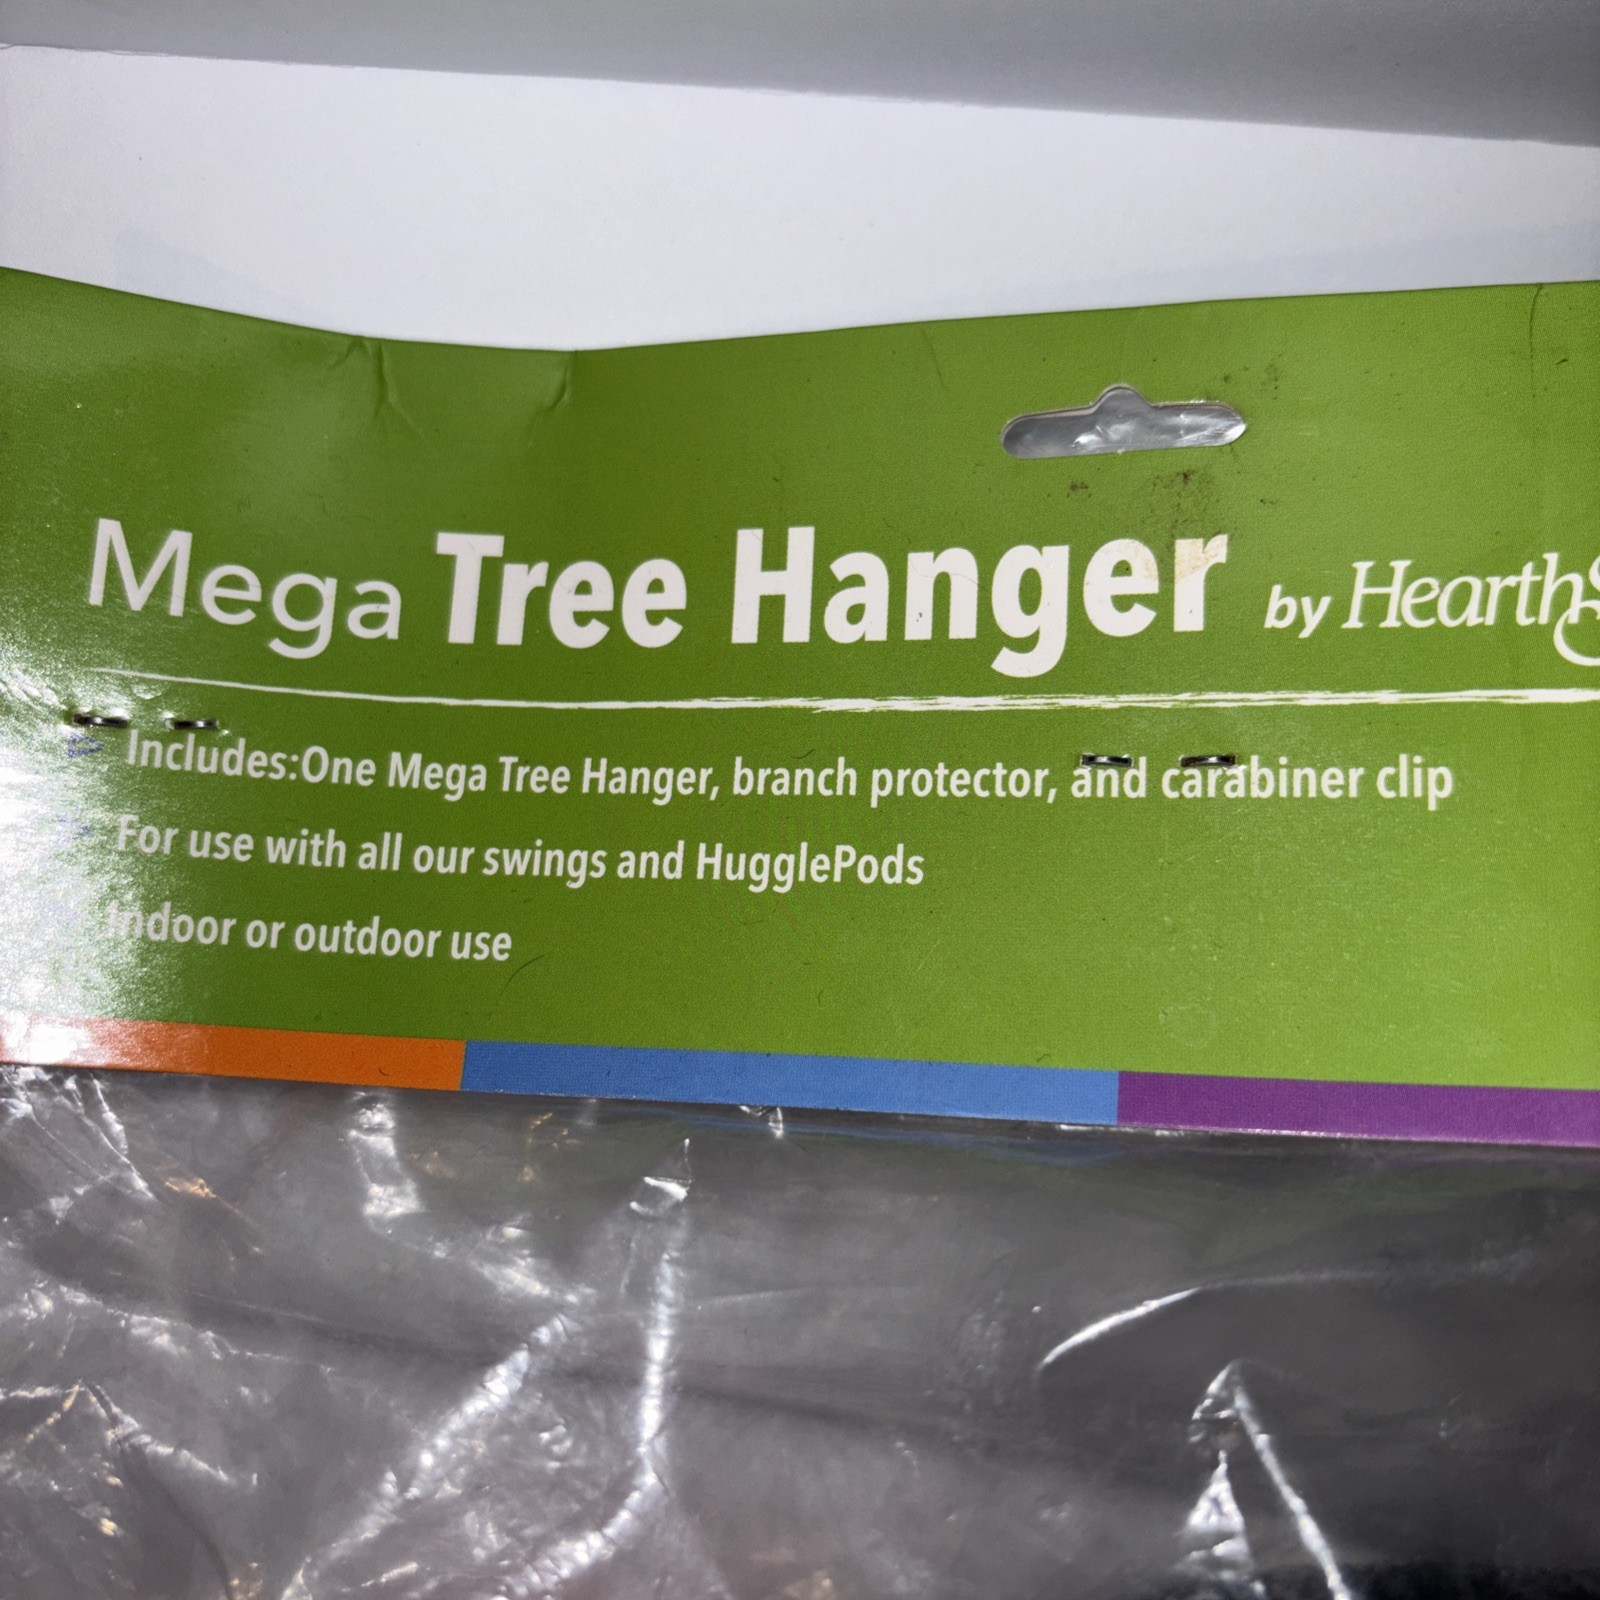 Mega Tree Hanger by HearthS
Includes:One Mega Tree Hanger, branch protector, and carabiner clip
For use with all our swings and HugglePods
Indoor or outdoor use